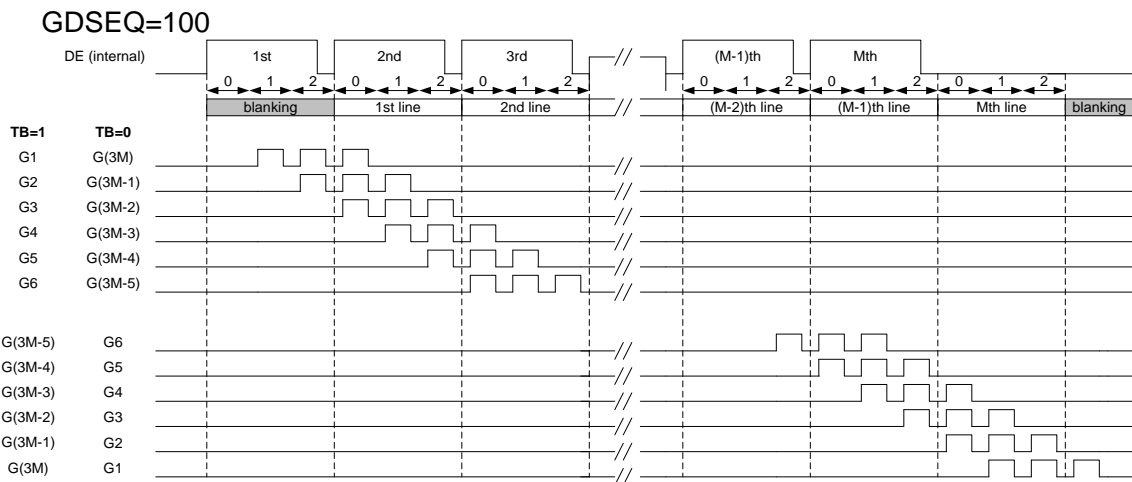 GDSEQ=100
DE (internal) 1st 2nd 3rd // (M-1)th Mth
0 1 2 0 1 2 0 1 2 0 1 2 0 1 2 0 1 2
blanking 1st line 2nd line // (M-2)th line (M-1)th line Mth line blanking
TB=1 TB=0
G1 G(3M) //
G2 G(3M-1) //
G3 G(3M-2) //
G4 G(3M-3) //
G5 G(3M-4) //
G6 G(3M-5) //
G(3M-5) G6 //
G(3M-4) G5 //
G(3M-3) G4 //
G(3M-2) G3 //
G(3M-1) G2 //
G(3M) G1 //